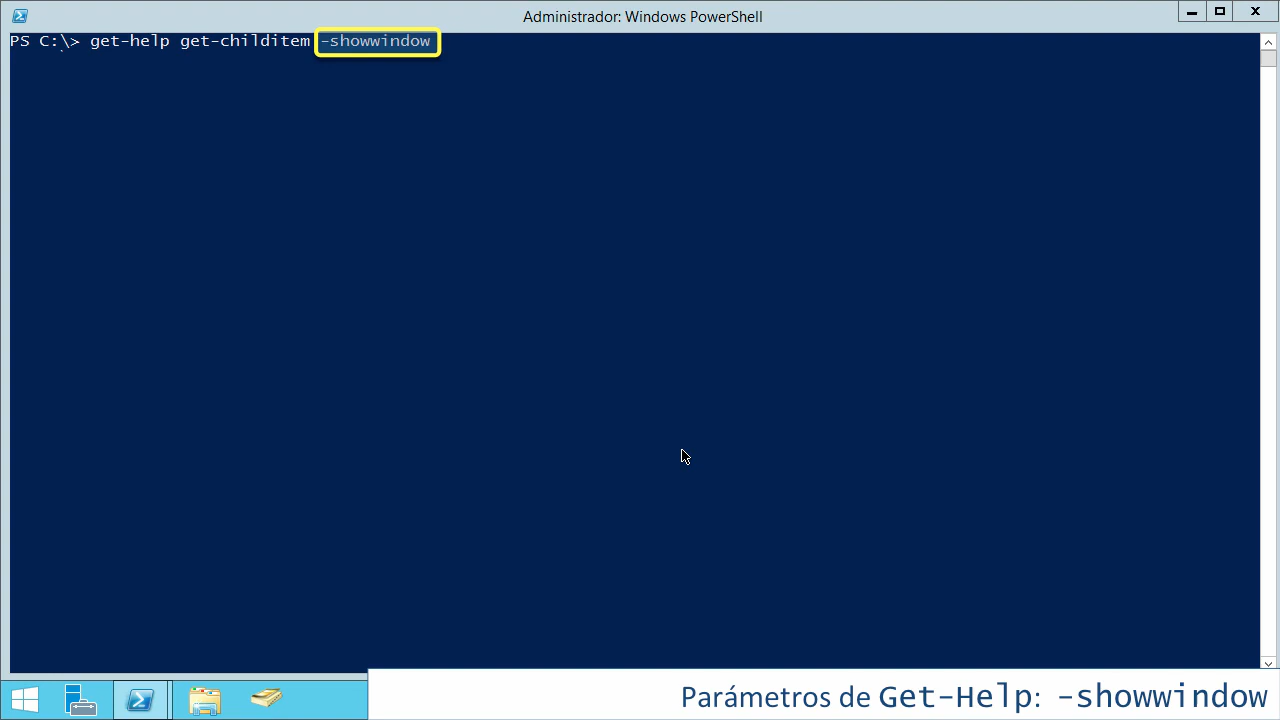 Administrador: Windows PowerShell
PS C:\> get-help get-childitem -showwindow
Parámetros de Get-Help: -showwindow